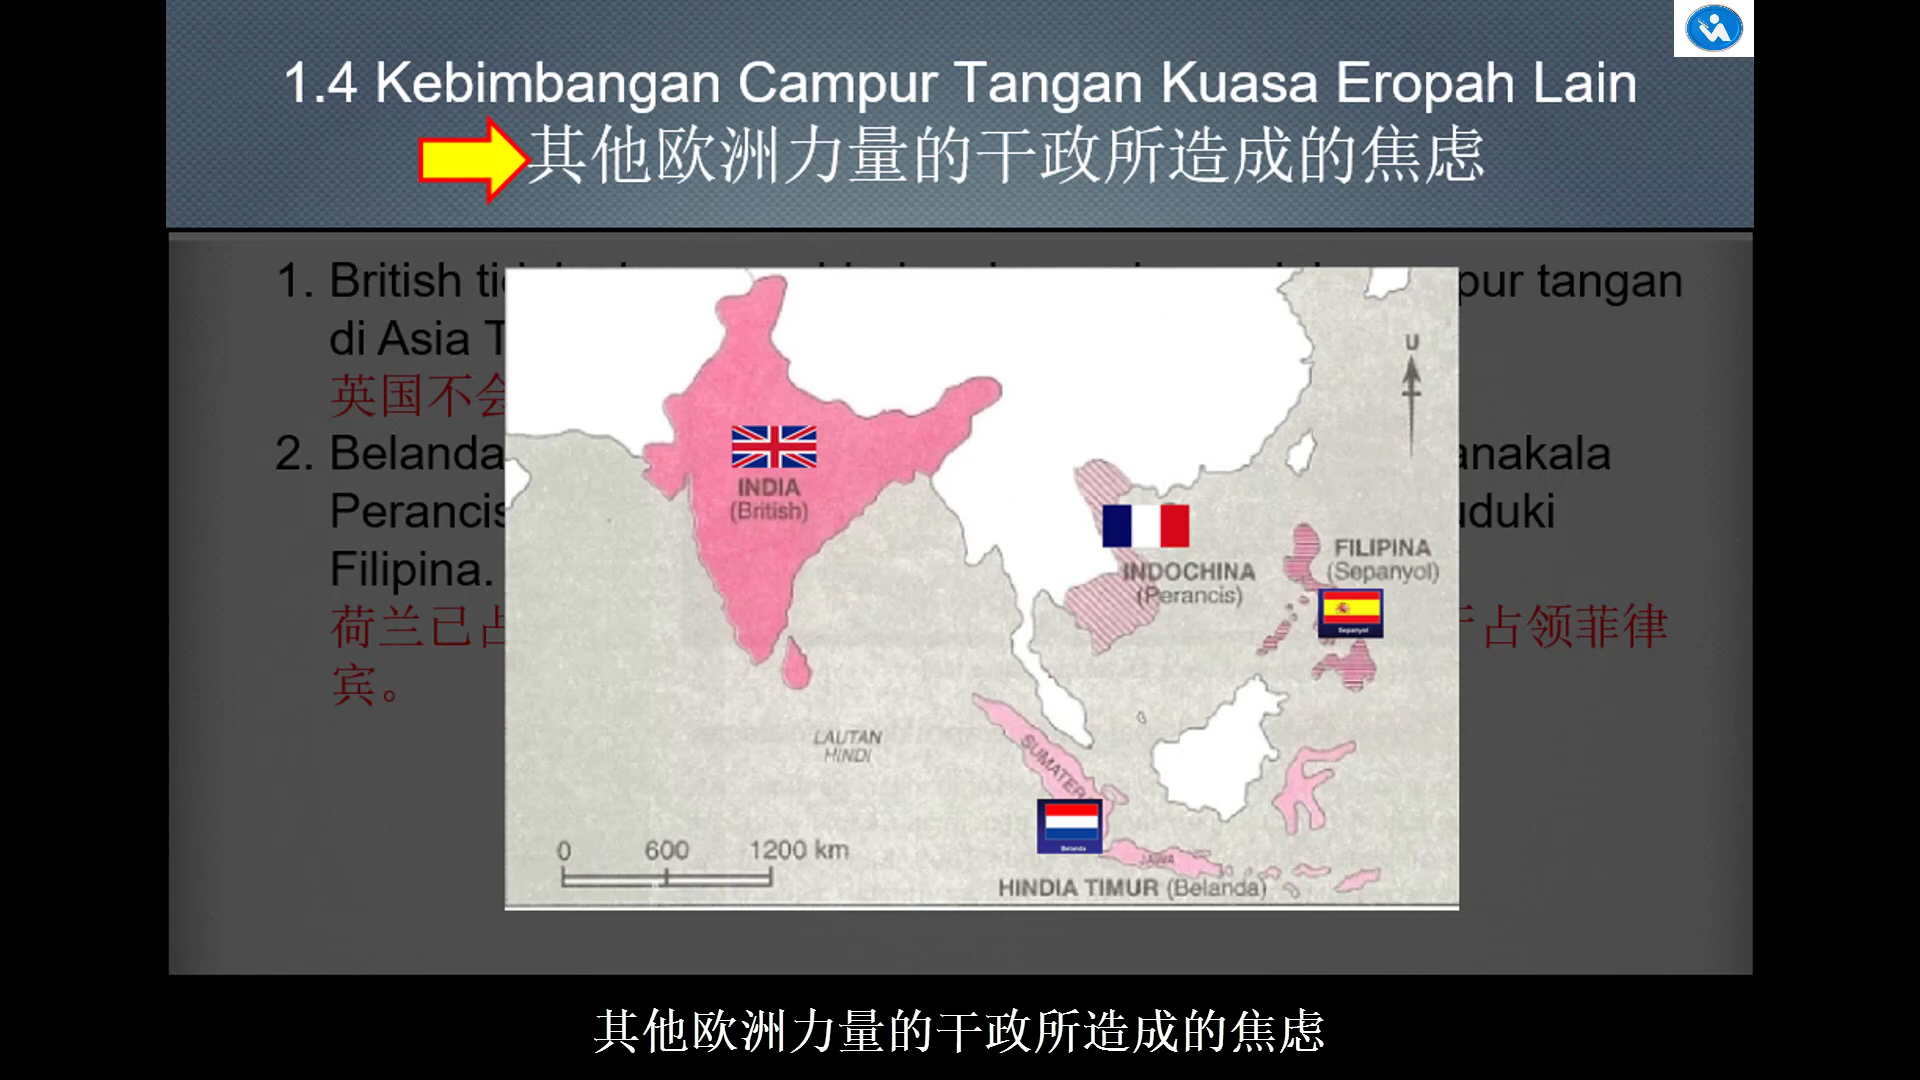 1.4 Kebimbangan Campur Tangan Kuasa Eropah Lain
其他欧洲力量的干政所造成的焦虑
1. British
pur tangan
di Asia
英国不会
2. Belanda
anakala
Perancis
uduki
Filipina.
荷兰已占
占领菲律
宾。
U
INDIA
(British)
INDOCHINA
(Perancis)
FILIPINA
(Sepanyol)
Sepanyol
LAUTAN
HINDI
SUMATERA
Belanda
JAWA
0 600 1200 km
HINDIA TIMUR (Belanda)
其他欧洲力量的干政所造成的焦虑